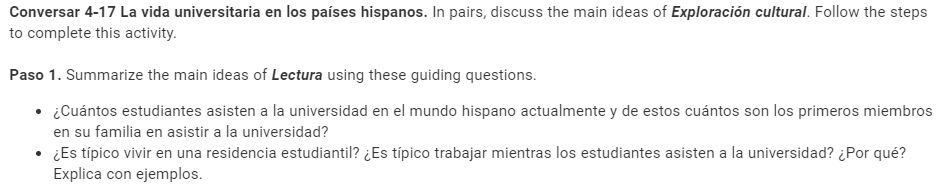 Conversar 4-17 La vida universitaria en los países hispanos. In pairs, discuss the main ideas of Exploración cultural. Follow the steps
to complete this activity.
Paso 1. Summarize the main ideas of Lectura using these guiding questions.
• ¿Cuántos estudiantes asisten a la universidad en el mundo hispano actualmente y de estos cuántos son los primeros miembros
en su familia en asistir a la universidad?
• ¿Es típico vivir en una residencia estudiantil? ¿Es típico trabajar mientras los estudiantes asisten a la universidad? ¿Por qué?
Explica con ejemplos.